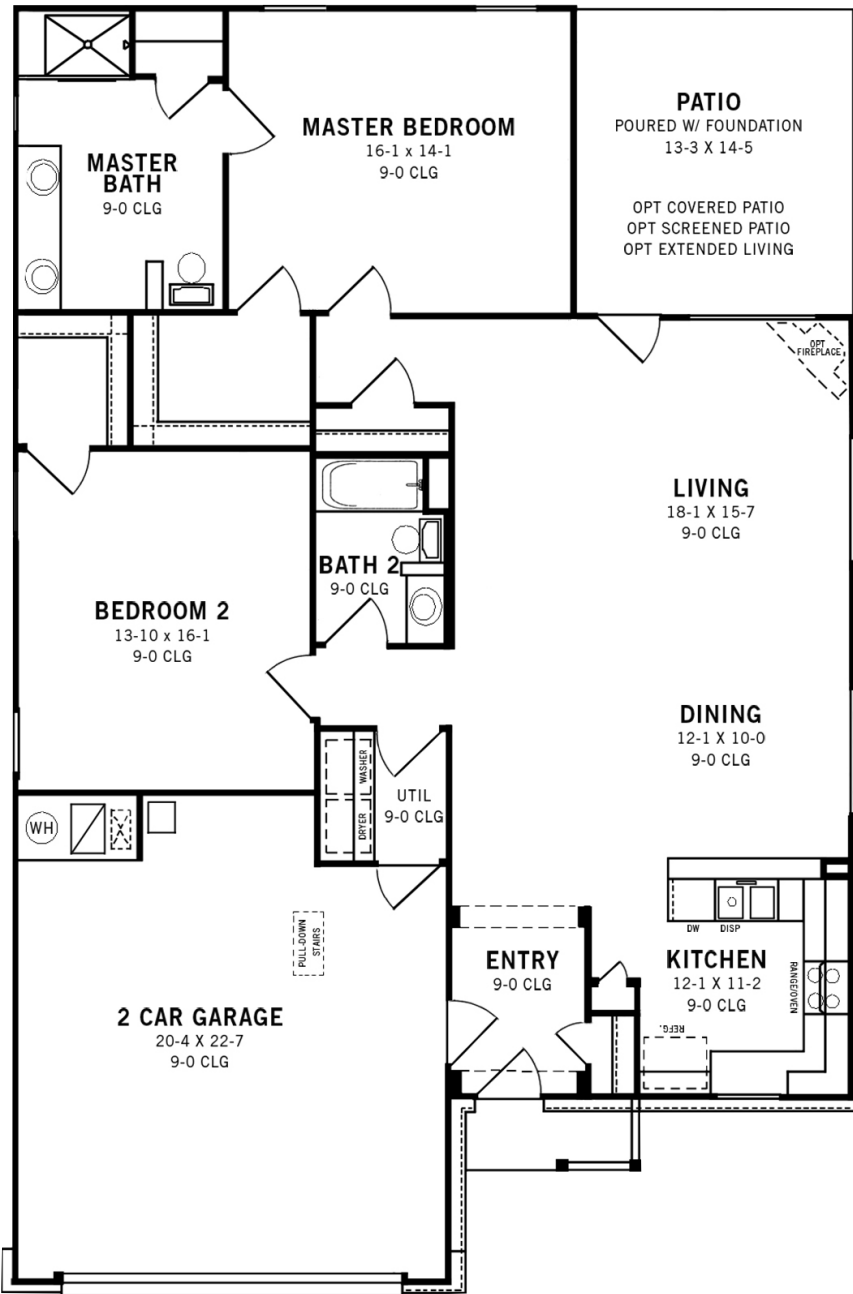 MASTER BEDROOM
16-1 x 14-1
9-0 CLG
PATIO
POURED W/ FOUNDATION
13-3 X 14-5
OPT COVERED PATIO
OPT SCREENED PATIO
OPT EXTENDED LIVING
MASTER
BATH
9-0 CLG
OPT
FIREPLACE
LIVING
18-1 X 15-7
9-0 CLG
BATH 2
9-0 CLG
BEDROOM 2
13-10 x 16-1
9-0 CLG
DINING
12-1 X 10-0
9-0 CLG
WASHER
DRYER
UTIL
9-0 CLG
WH
PULL-DOWN
STAIRS
DW
DISP
ENTRY
9-0 CLG
KITCHEN
12-1 X 11-2
9-0 CLG
RANGE/OVEN
REFG.
2 CAR GARAGE
20-4 X 22-7
9-0 CLG